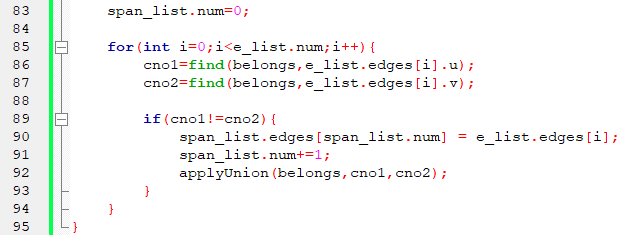 83 span_list.num=0;
84
85 for(int i=0;i<e_list.num;i++){
86 cno1=find(belongs,e_list.edges[i].u);
87 cno2=find(belongs,e_list.edges[i].v);
88
89 if(cno1!=cno2){
90 span_list.edges[span_list.num] = e_list.edges[i];
91 span_list.num+=1;
92 applyUnion(belongs,cno1,cno2);
93 }
94 }
95 }